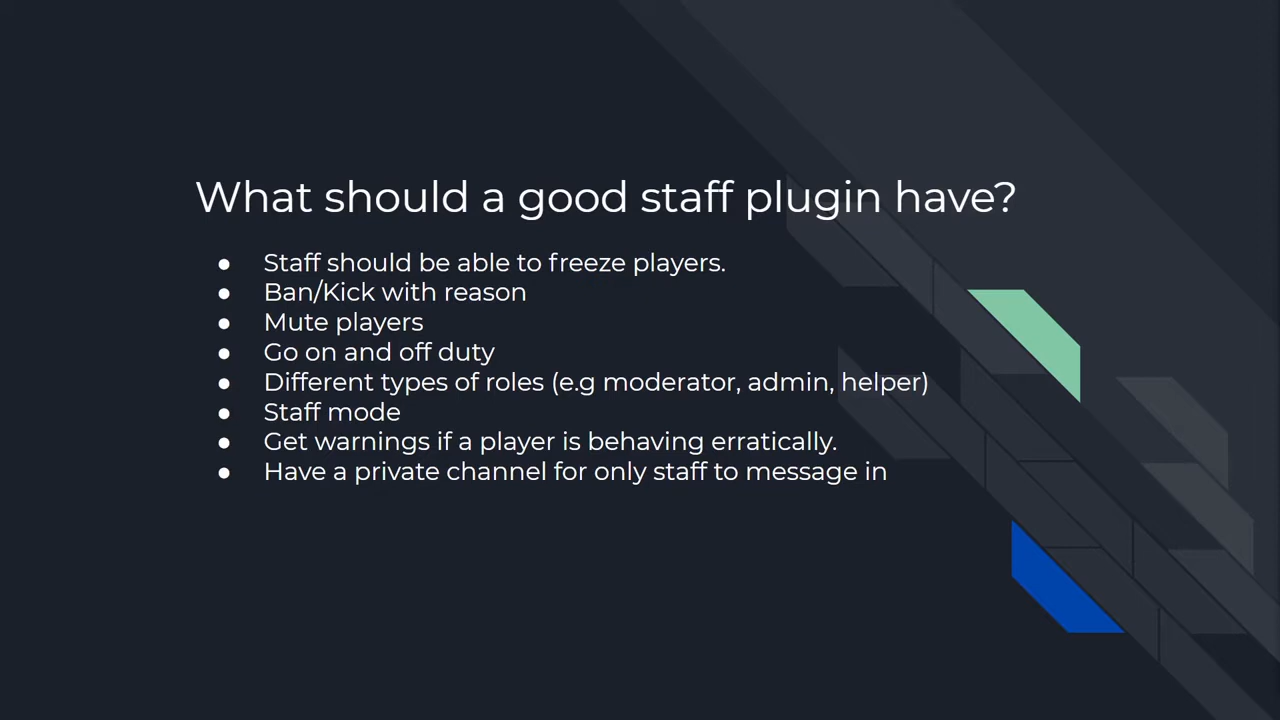 What should a good staff plugin have?
● Staff should be able to freeze players.
● Ban/Kick with reason
● Mute players
● Go on and off duty
● Different types of roles (e.g moderator, admin, helper)
● Staff mode
● Get warnings if a player is behaving erratically.
● Have a private channel for only staff to message in